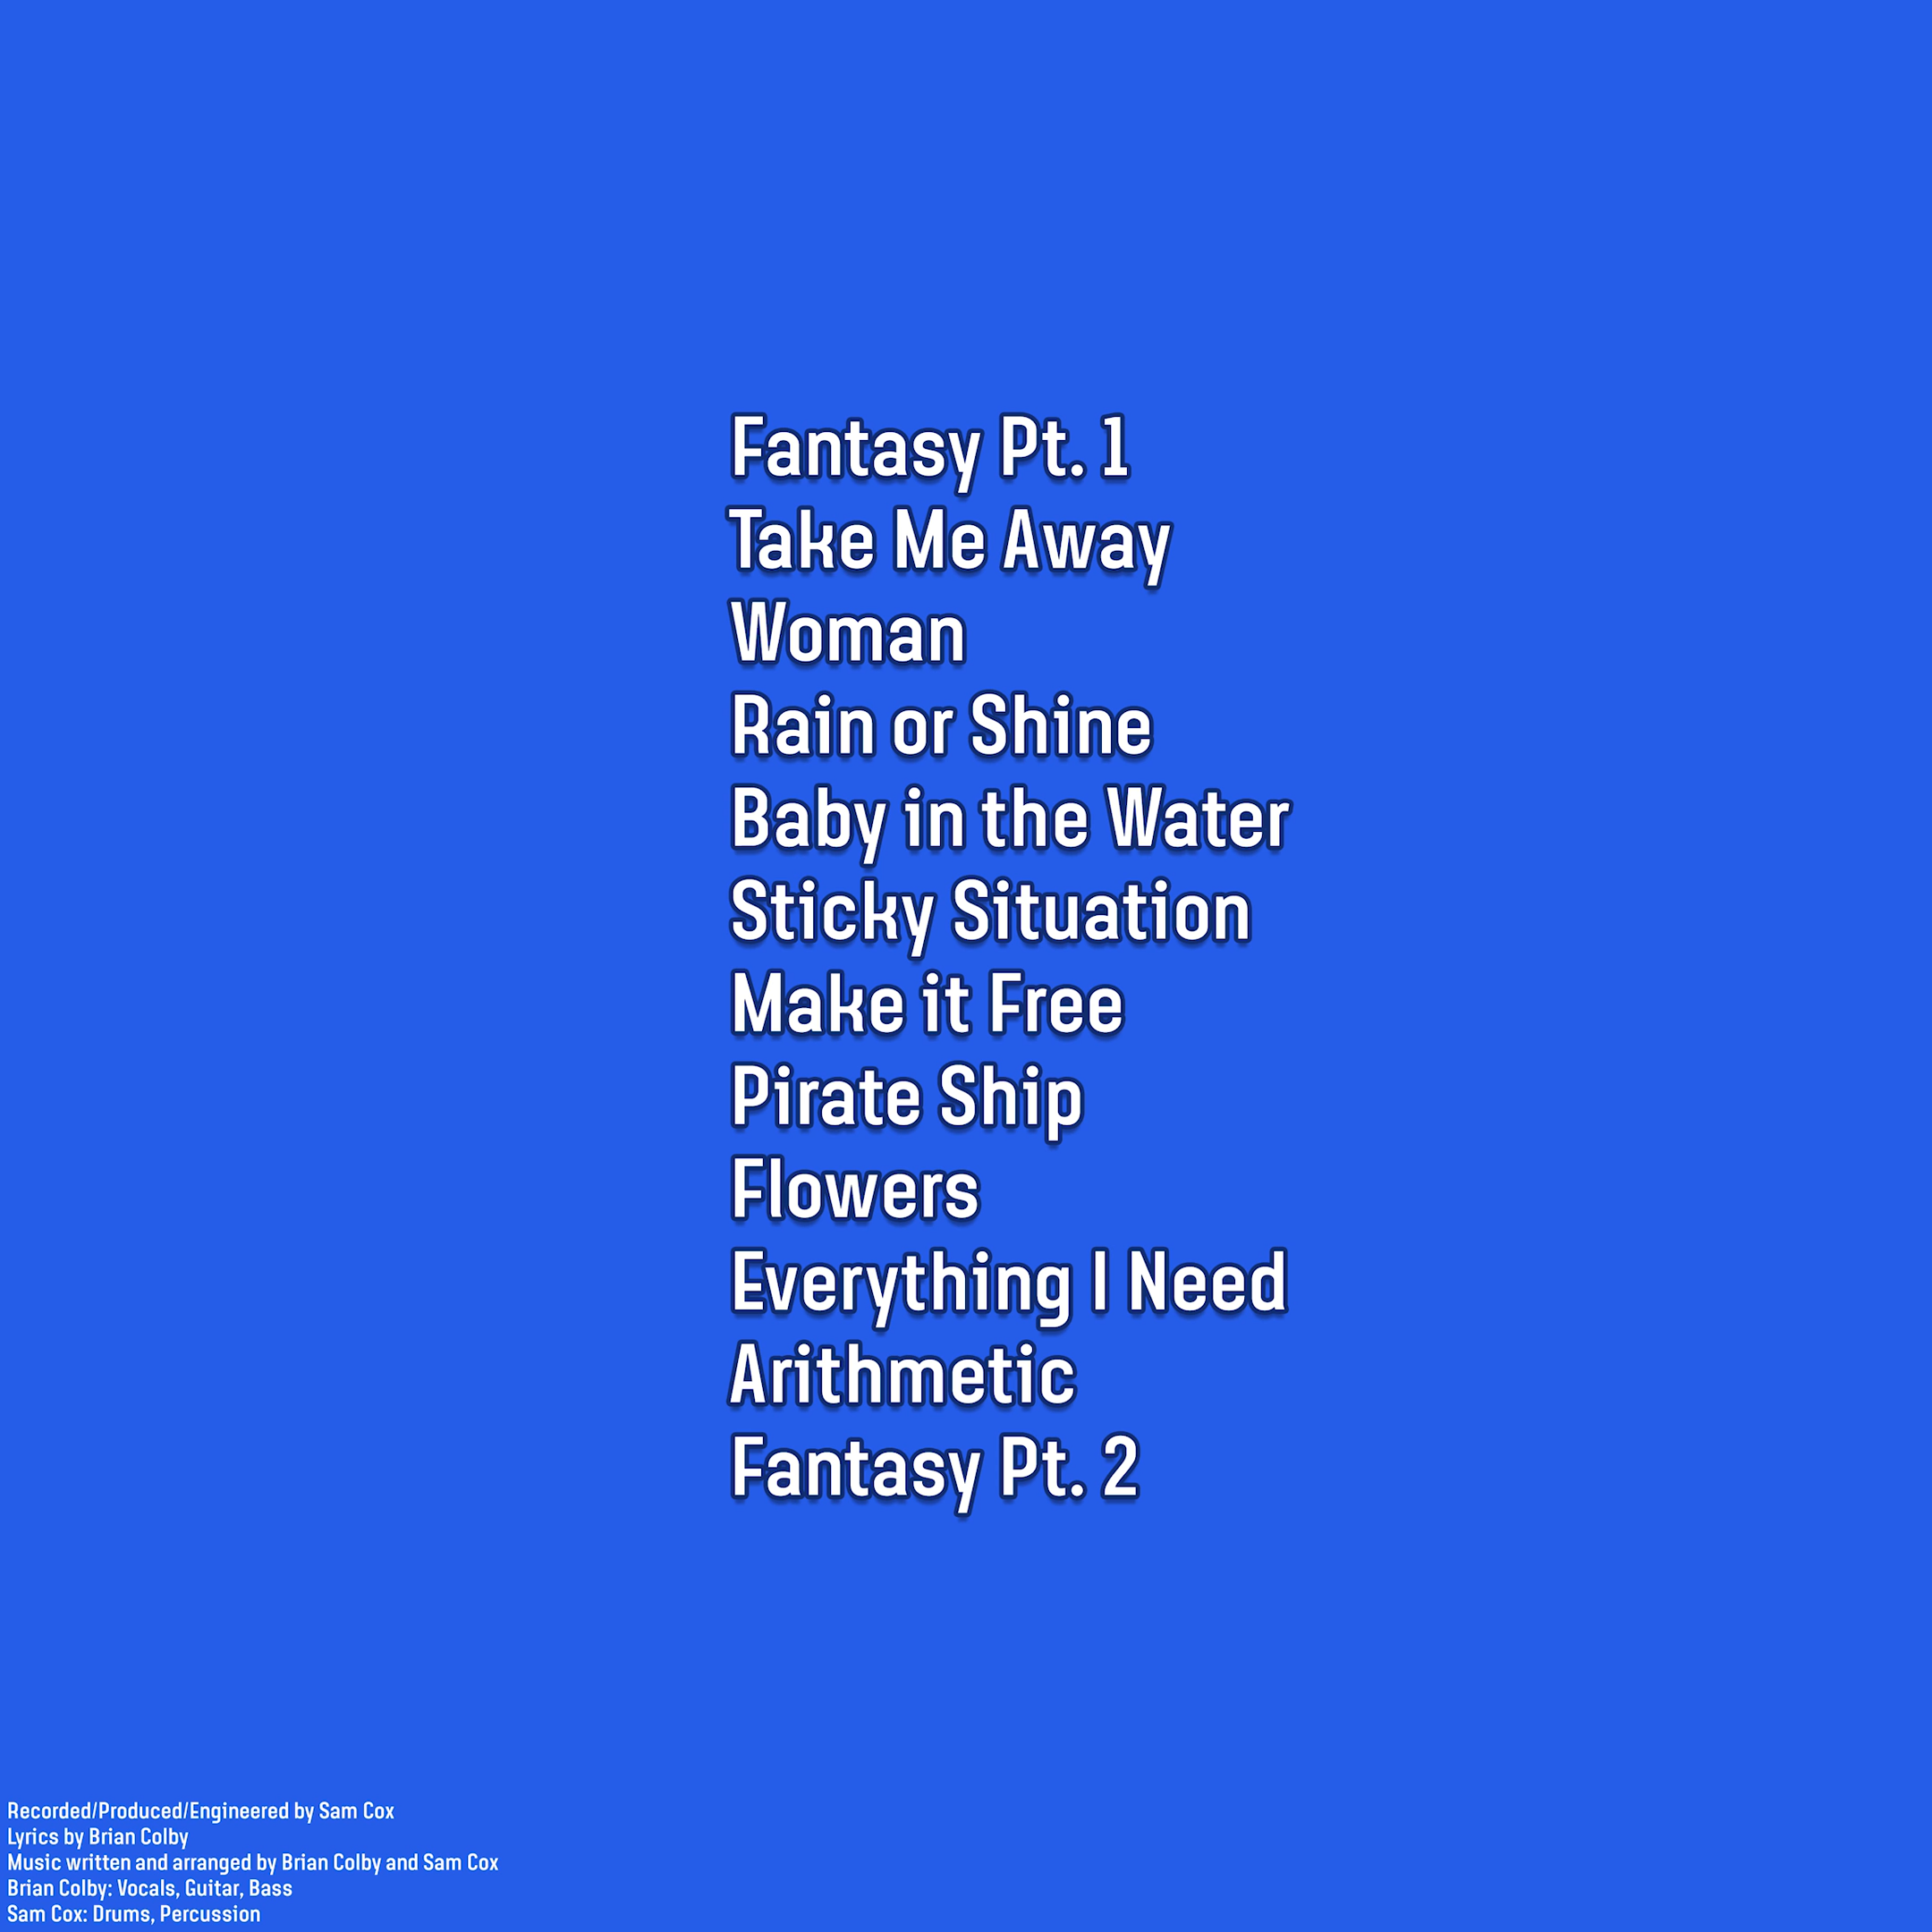 Fantasy Pt. 1
Take Me Away
Woman
Rain or Shine
Baby in the Water
Sticky Situation
Make it Free
Pirate Ship
Flowers
Everything I Need
Arithmetic
Fantasy Pt. 2
Recorded/Produced/Engineered by Sam Cox
Lyrics by Brian Colby
Music written and arranged by Brian Colby and Sam Cox
Brian Colby: Vocals, Guitar, Bass
Sam Cox: Drums, Percussion